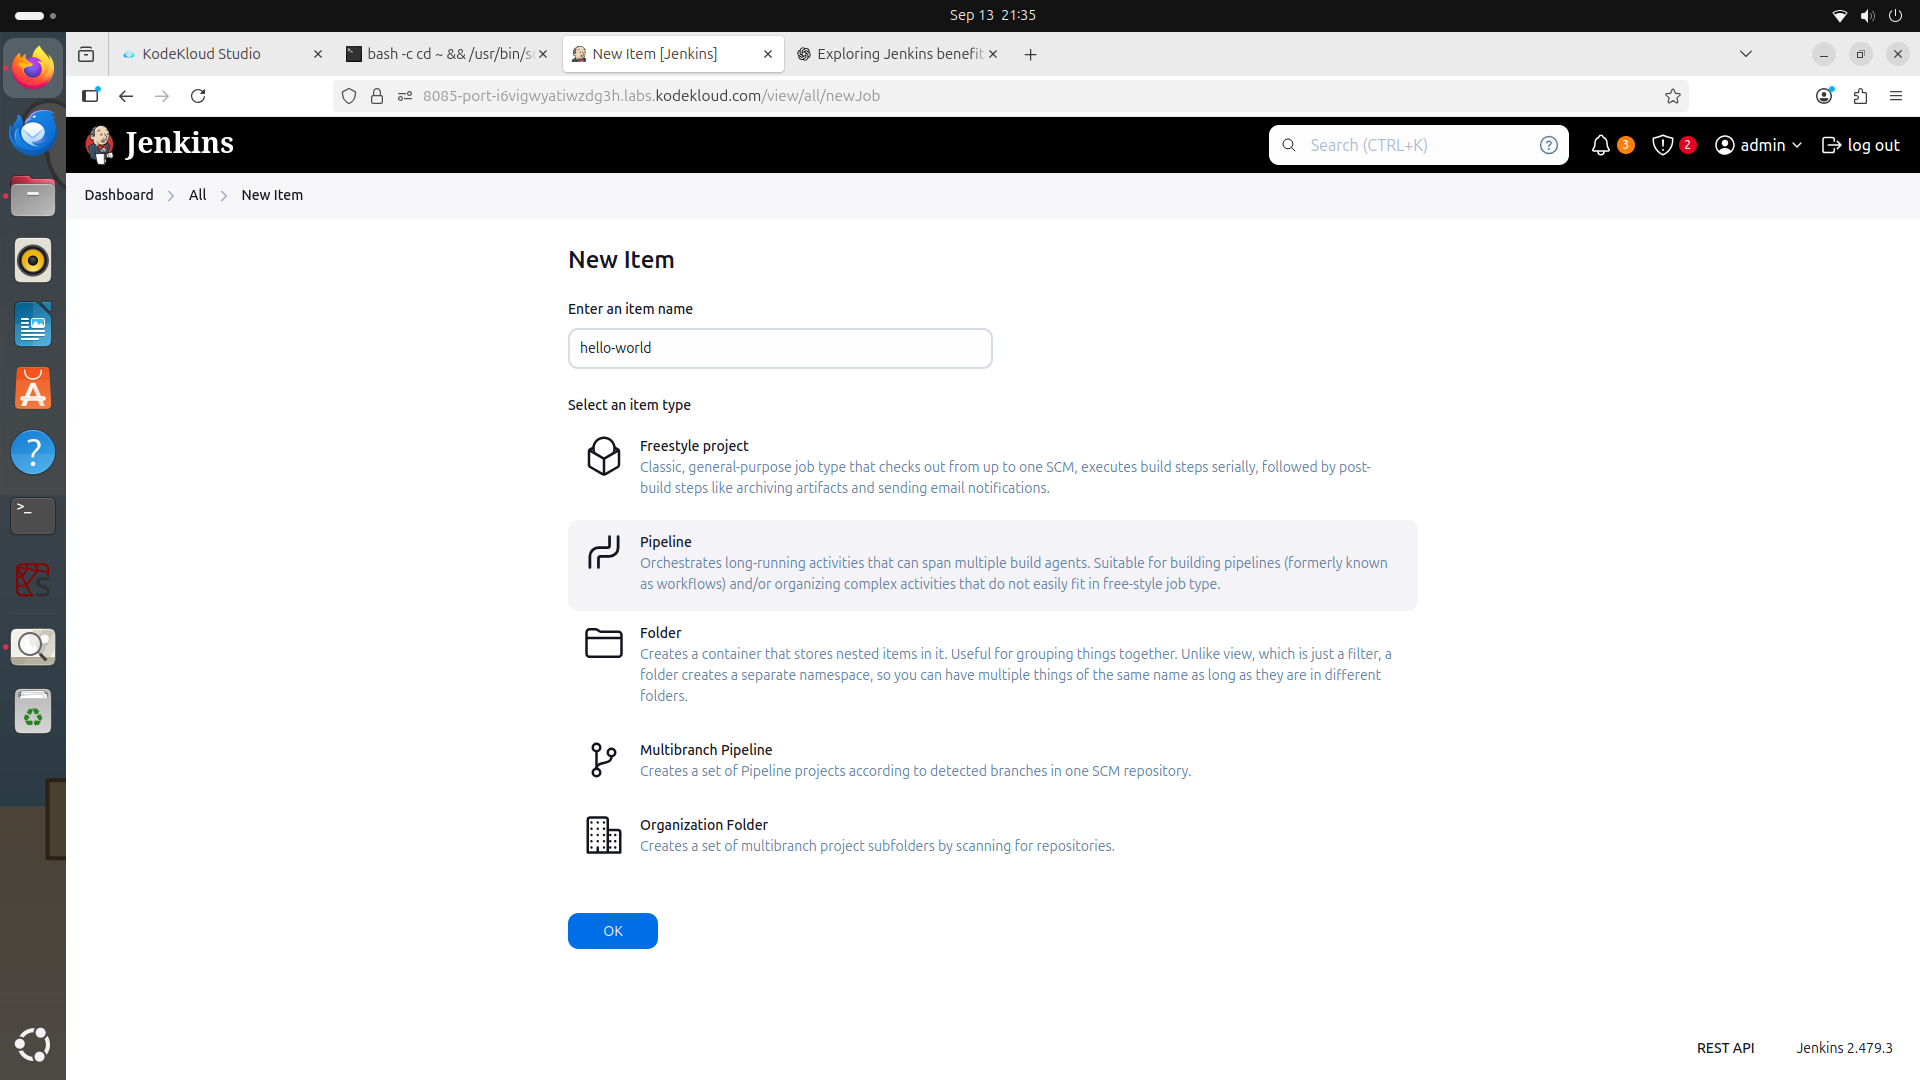 Sep 13 21:35
KodeKloud Studio
bash -c cd ~ && /usr/bin/s
New Item [Jenkins]
Exploring Jenkins benefit
8085-port-i6vigwyatiwzdg3h.labs.kodekloud.com/view/all/newJob
Jenkins
Search (CTRL+K)
?
3
2
admin
log out
Dashboard
All
New Item
New Item
Enter an item name
hello-world
Select an item type
Freestyle project
Classic, general-purpose job type that checks out from up to one SCM, executes build steps serially, followed by post-
build steps like archiving artifacts and sending email notifications.
Pipeline
Orchestrates long-running activities that can span multiple build agents. Suitable for building pipelines (formerly known
as workflows) and/or organizing complex activities that do not easily fit in free-style job type.
Folder
Creates a container that stores nested items in it. Useful for grouping things together. Unlike view, which is just a filter, a
folder creates a separate namespace, so you can have multiple things of the same name as long as they are in different
folders.
Multibranch Pipeline
Creates a set of Pipeline projects according to detected branches in one SCM repository.
Organization Folder
Creates a set of multibranch project subfolders by scanning for repositories.
OK
REST API
Jenkins 2.479.3